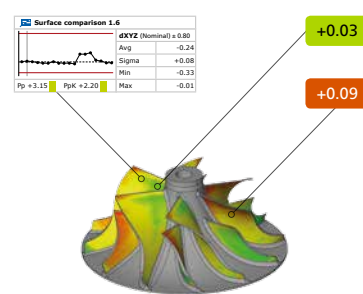 Surface comparison 1.6
+0.03
dXYZ (Nominal) ± 0.80
Avg -0.24
Sigma +0.08
Min -0.33
Pp +3.15 PpK +2.20 Max -0.01
+0.09